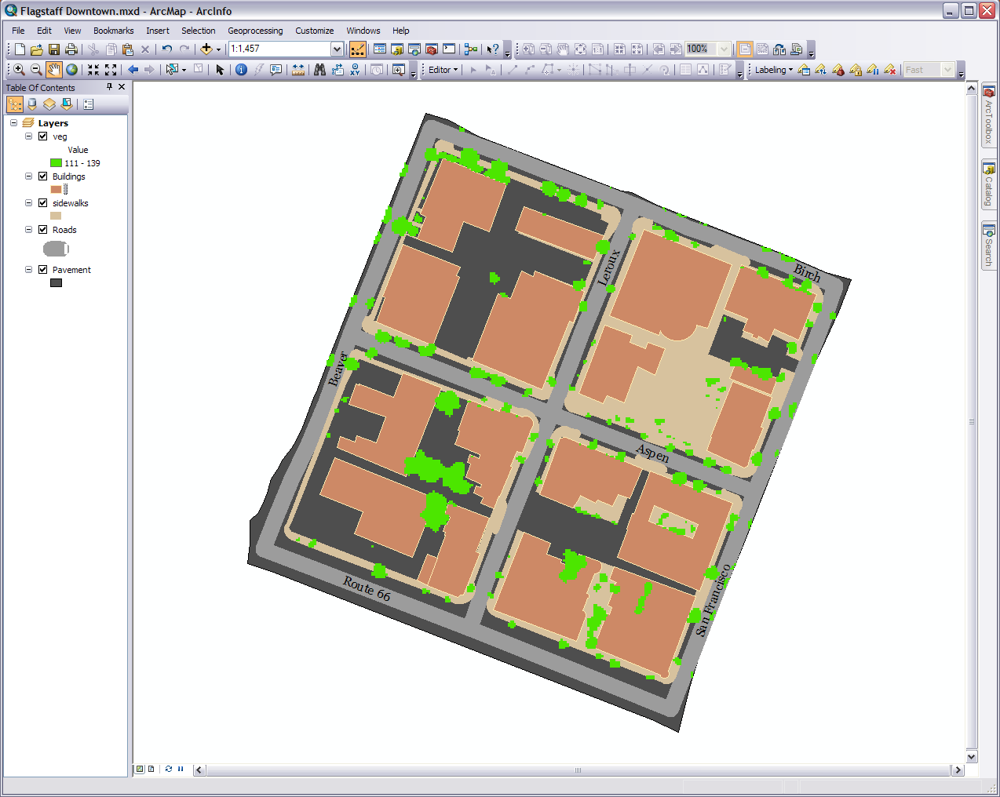 Flagstaff Downtown.mxd - ArcMap - ArcInfo
File Edit View Bookmarks Insert Selection Geoprocessing Customize Windows Help
1:1,457
100%
Editor
Labeling
Fast
Table Of Contents
Layers
veg
Value
111 - 139
Buildings
sidewalks
Roads
Pavement
Birch
Leroux
Beaver
Aspen
Route 66
San Francisco
ArcToolbox
Catalog
Search